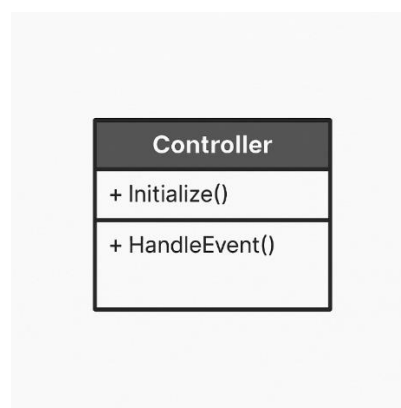 Controller
+ Initialize()
+ HandleEvent()